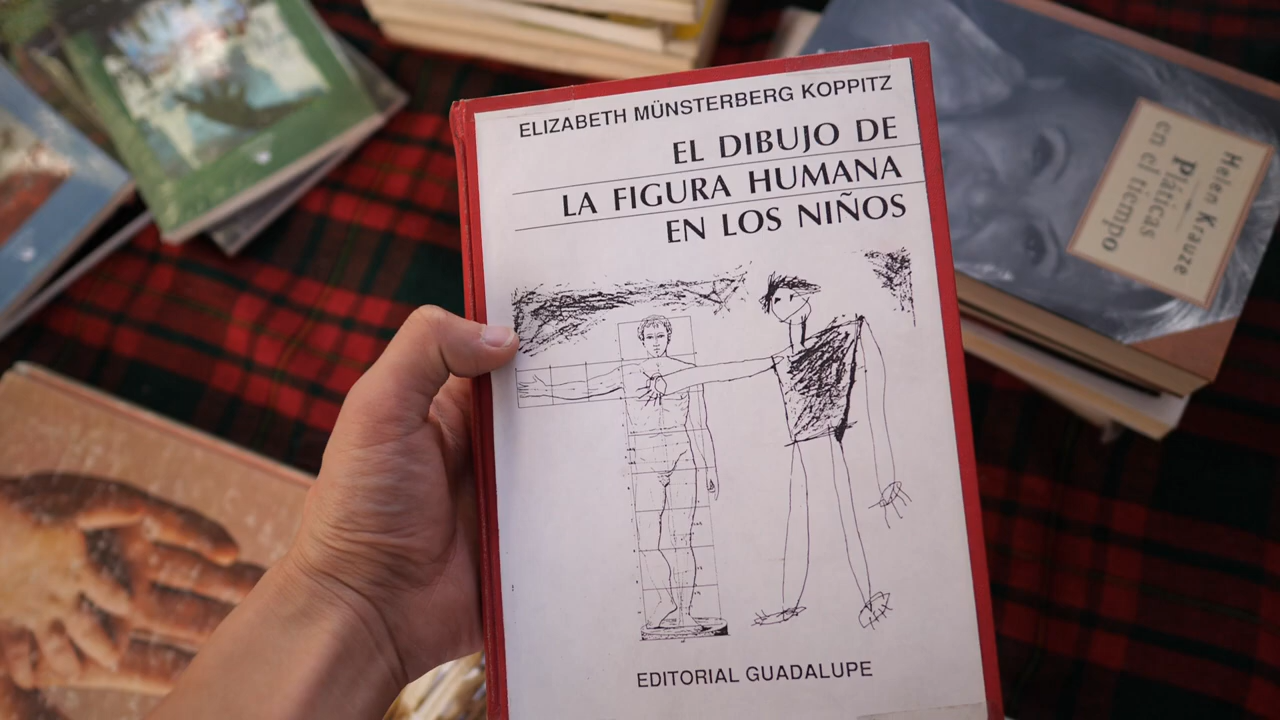 ELIZABETH MÜNSTERBERG KOPPITZ
EL DIBUJO DE
LA FIGURA HUMANA
EN LOS NIÑOS
EDITORIAL GUADALUPE
Helen Krauze
Pláticas
en el tiempo